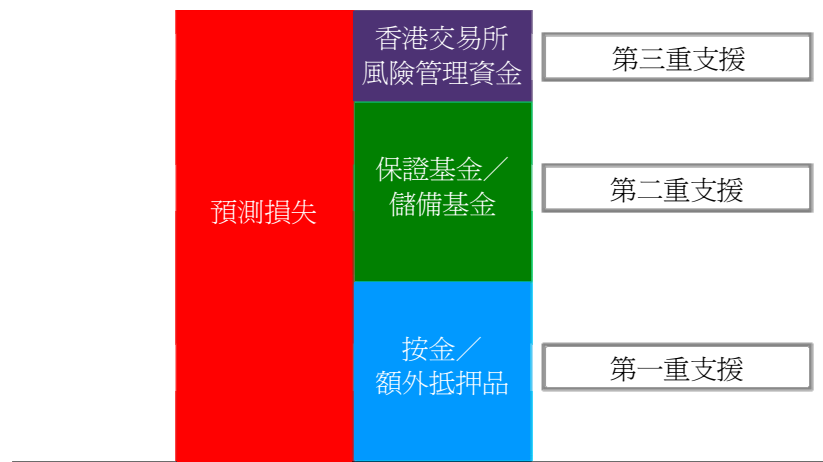 香港交易所
風險管理資金
第三重支援
保證基金／
儲備基金
第二重支援
預測損失
按金／
額外抵押品
第一重支援